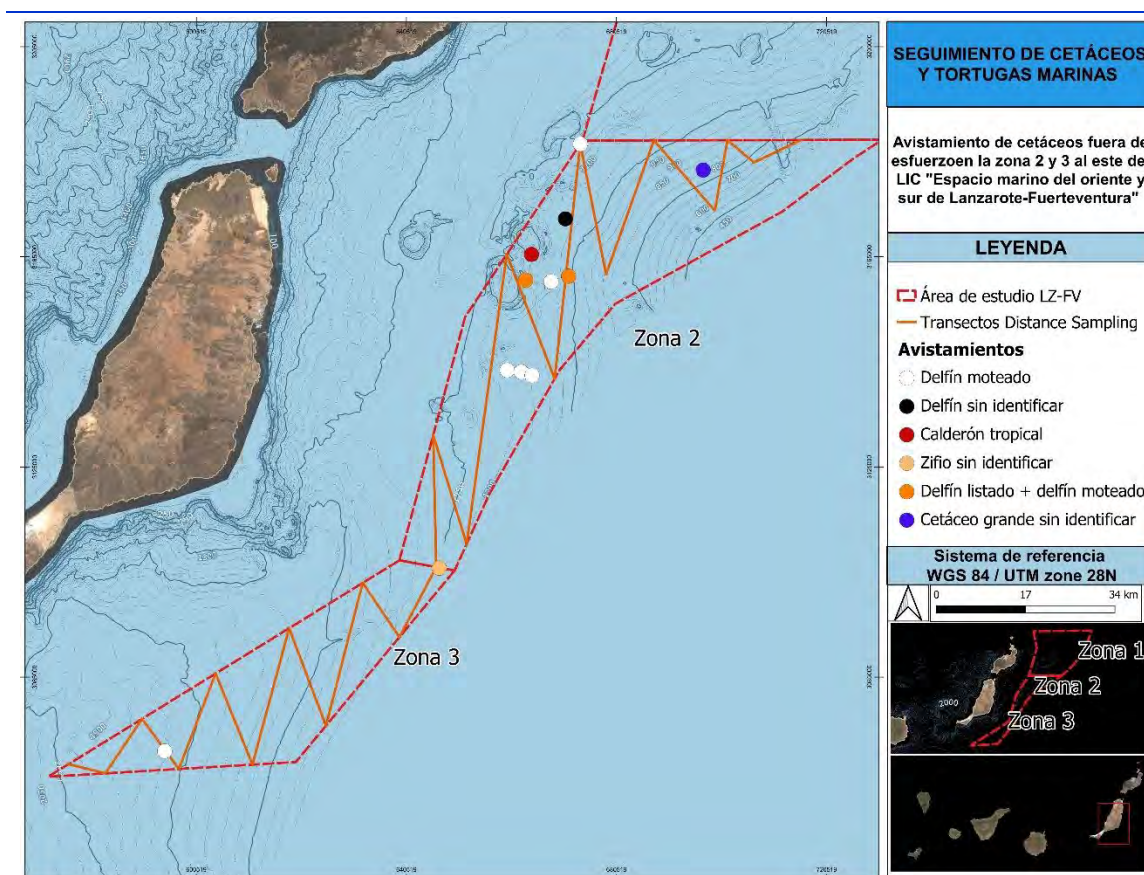 SEGUIMIENTO DE CETÁCEOS
Y TORTUGAS MARINAS
Avistamiento de cetáceos fuera de
esfuerzoen la zona 2 y 3 al este de
LIC "Espacio marino del oriente y
sur de Lanzarote-Fuerteventura"
LEYENDA
Área de estudio LZ-FV
Transectos Distance Sampling
Avistamientos
Delfín moteado
Delfín sin identificar
Calderón tropical
Zifio sin identificar
Delfín listado + delfín moteado
Cetáceo grande sin identificar
Sistema de referencia
WGS 84 / UTM zone 28N
0 17 34 km
Zona 1
Zona 2
Zona 3
2000
Zona 2
Zona 3
100